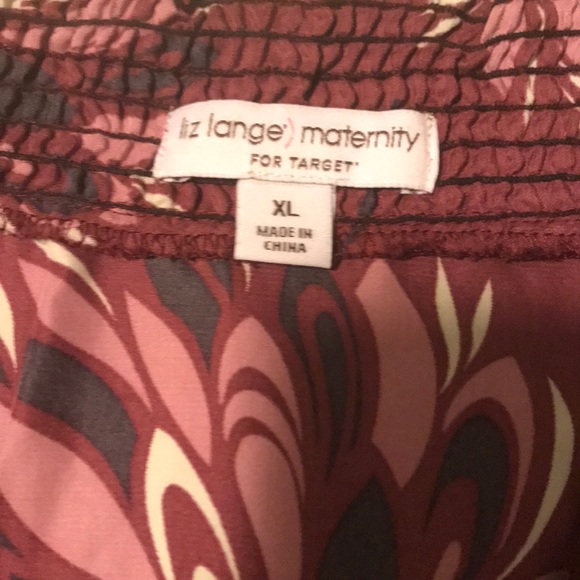 liz lange) maternity
FOR TARGET®
XL
MADE IN
CHINA